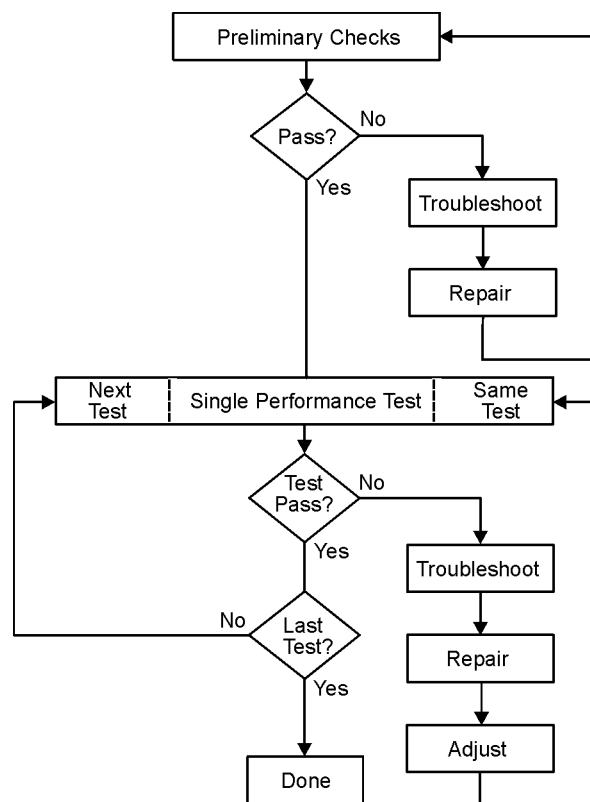 Preliminary Checks
Pass?
No
Yes
Troubleshoot
Repair
Next
Test
Single Performance Test
Same
Test
Test
Pass?
No
Yes
Troubleshoot
No
Last
Test?
Repair
Yes
Adjust
Done